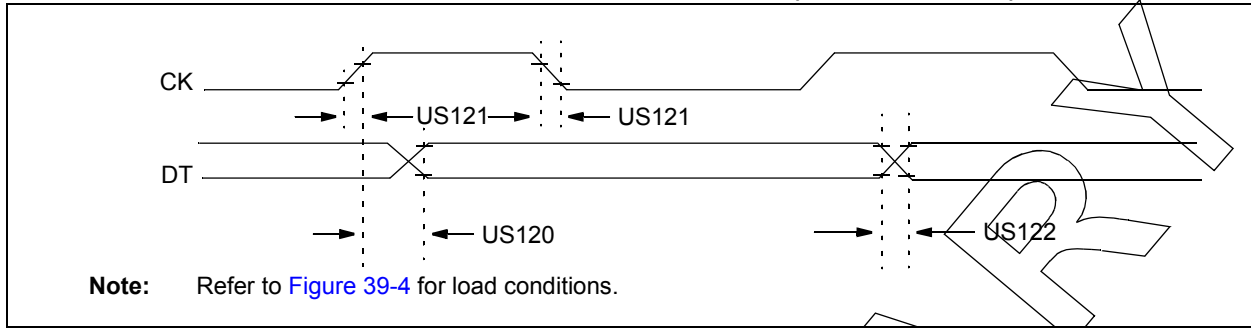 CK
US121 US121
DT
US120 US122
Note: Refer to Figure 39-4 for load conditions.